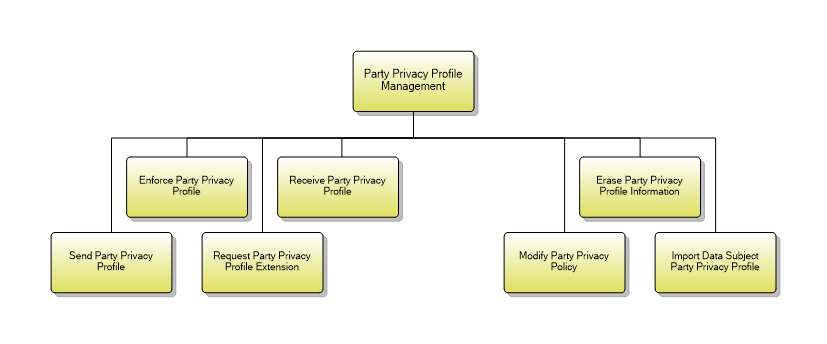 Party Privacy Profile
Management
Enforce Party Privacy
Profile
Receive Party Privacy
Profile
Erase Party Privacy
Profile Information
Send Party Privacy
Profile
Request Party Privacy
Profile Extension
Modify Party Privacy
Policy
Import Data Subject
Party Privacy Profile